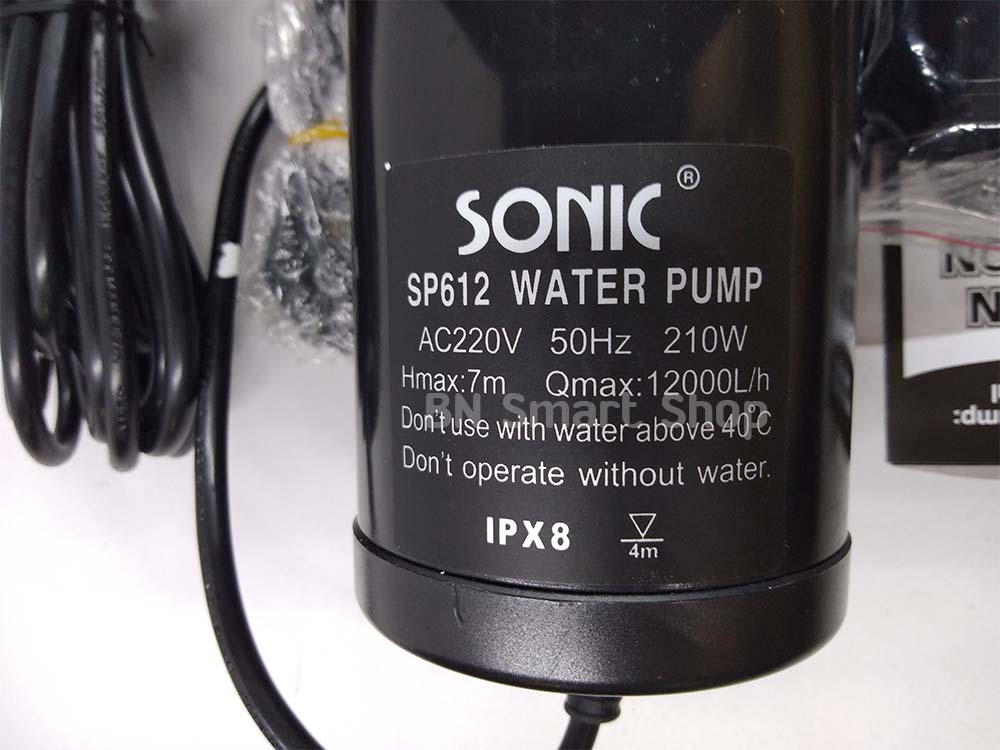 SONIC ®
SP612 WATER PUMP
AC220V 50Hz 210W
Hmax:7m Qmax:12000L/h
BN Smart Shop
Don't use with water above 40°C
Don't operate without water.
IPX8 4m